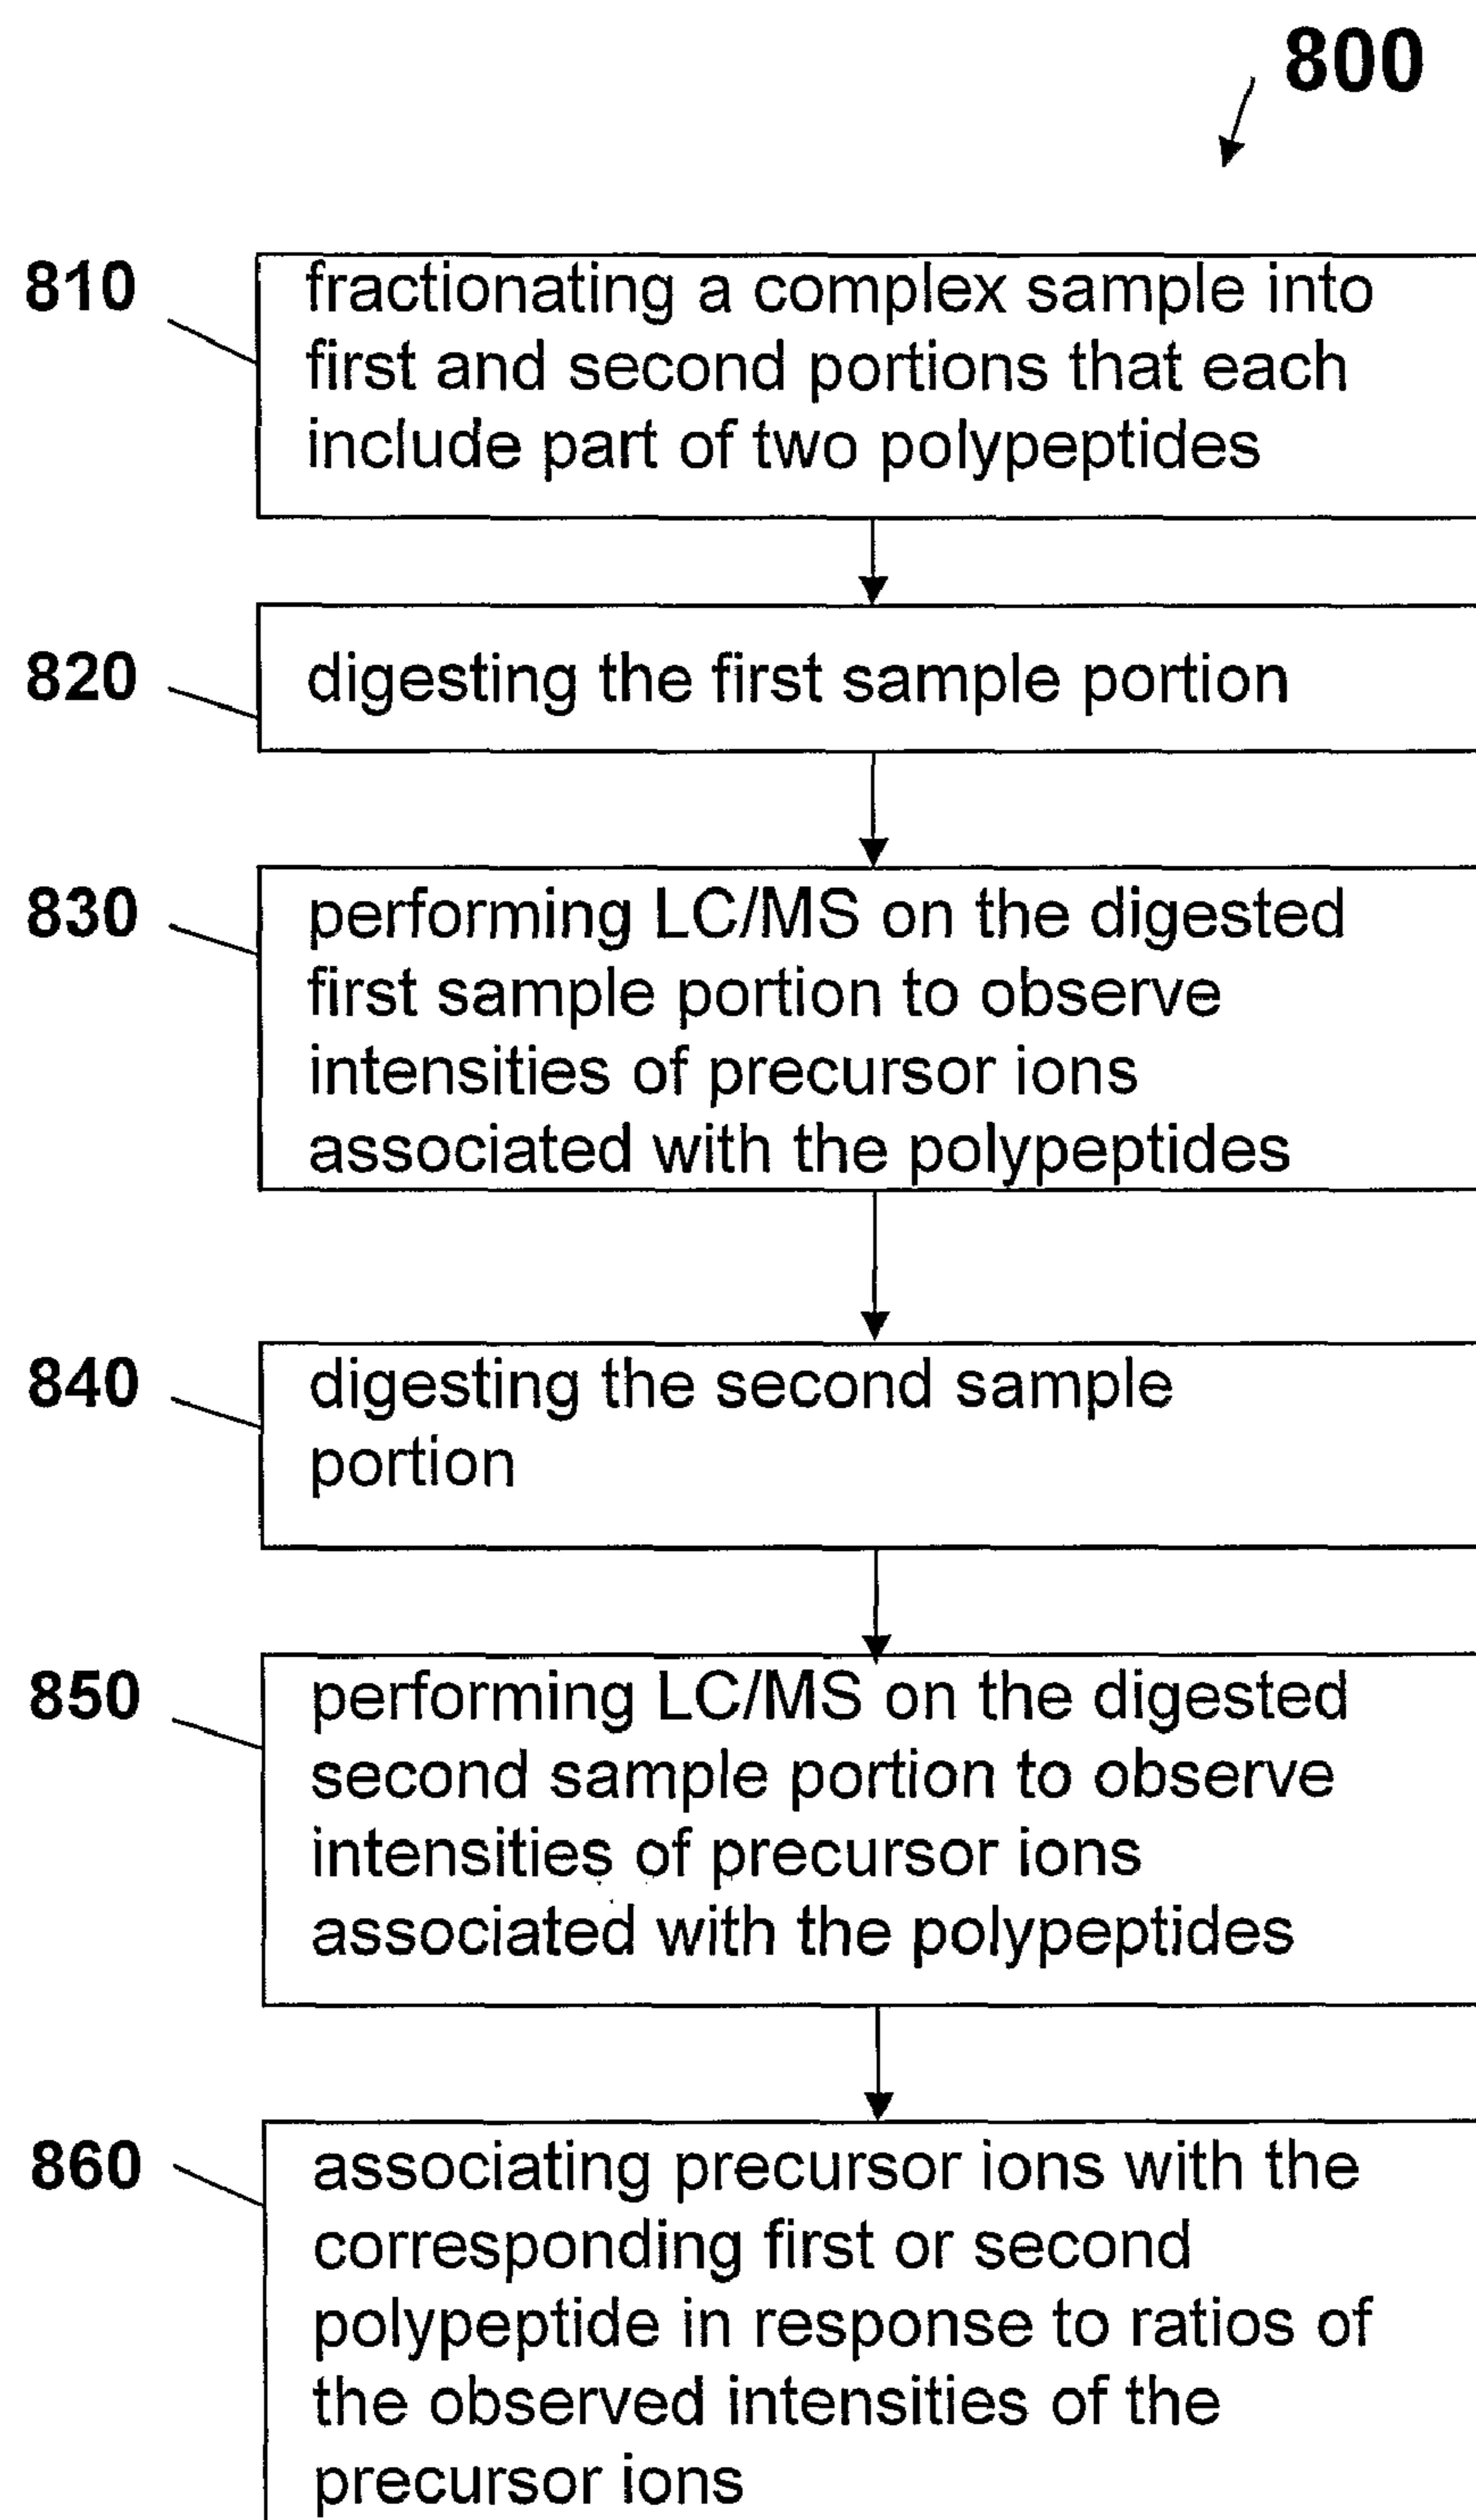 800
810
fractionating a complex sample into
first and second portions that each
include part of two polypeptides
820
digesting the first sample portion
830
performing LC/MS on the digested
first sample portion to observe
intensities of precursor ions
associated with the polypeptides
840
digesting the second sample
portion
850
performing LC/MS on the digested
second sample portion to observe
intensities of precursor ions
associated with the polypeptides
860
associating precursor ions with the
corresponding first or second
polypeptide in response to ratios of
the observed intensities of the
precursor ions